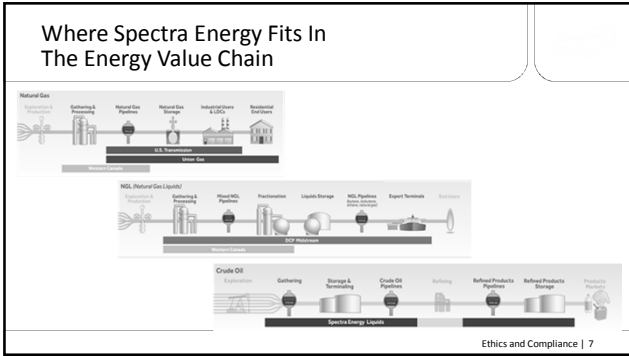 Where Spectra Energy Fits In
The Energy Value Chain
Natural Gas
Exploration &
Production
Gathering &
Processing
Natural Gas
Pipelines
Natural Gas
Storage
Industrial Users
& LDCs
Residential
End Users
U.S. Transmission
Union Gas
Western Canada
NGL (Natural Gas Liquids)
Exploration &
Production
Gathering &
Processing
Mixed NGL
Pipelines
Fractionation
Liquids Storage
NGL Pipelines
Export Terminals
End Users
DCP Midstream
Western Canada
Crude Oil
Exploration
Gathering
Storage &
Terminaling
Crude Oil
Pipelines
Refining
Refined Products
Pipelines
Refined Products
Storage
Products
Markets
Spectra Energy Liquids
Ethics and Compliance | 7